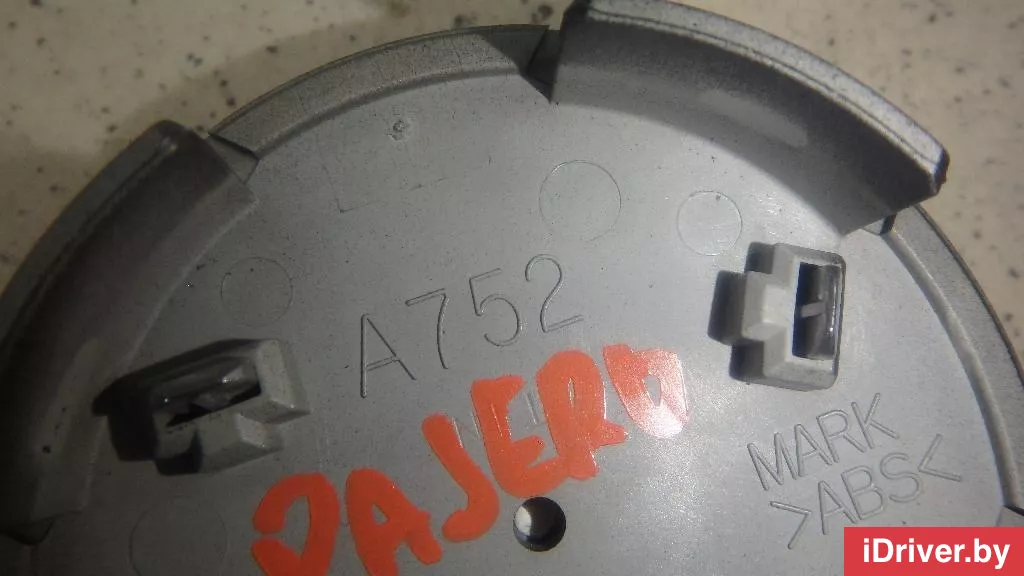 A752
PAJERO
MARK
>ABS<
iDriver.by